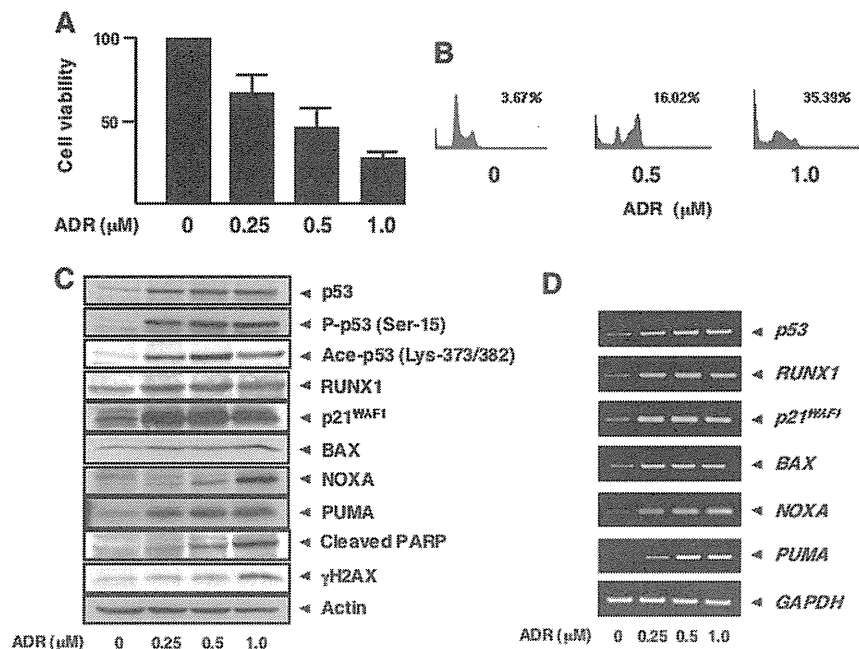 A
100
50
Cell viability
ADR (μM) 0 0.25 0.5 1.0
B
3.67% 16.02% 35.39%
0 0.5 1.0
ADR (μM)
C
p53
P-p53 (Ser-15)
Ace-p53 (Lys-373/382)
RUNX1
p21WAF1
BAX
NOXA
PUMA
Cleaved PARP
γH2AX
Actin
ADR (μM) 0 0.25 0.5 1.0
D
p53
RUNX1
p21WAF1
BAX
NOXA
PUMA
GAPDH
ADR (μM) 0 0.25 0.5 1.0